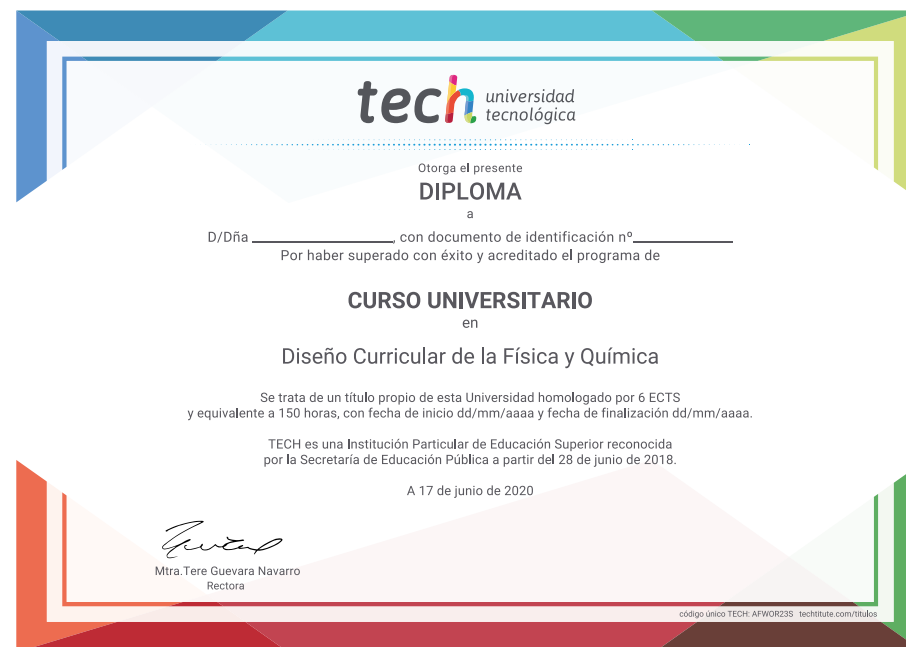 tech universidad
tecnológica
Otorga el presente
DIPLOMA
a
D/Dña ____________, con documento de identificación nº____________
Por haber superado con éxito y acreditado el programa de
CURSO UNIVERSITARIO
en
Diseño Curricular de la Física y Química
Se trata de un título propio de esta Universidad homologado por 6 ECTS
y equivalente a 150 horas, con fecha de inicio dd/mm/aaaa y fecha de finalización dd/mm/aaaa.
TECH es una Institución Particular de Educación Superior reconocida
por la Secretaría de Educación Pública a partir del 28 de junio de 2018.
A 17 de junio de 2020
Mtra.Tere Guevara Navarro
Rectora
código único TECH: AFWOR23S techtitute.com/titulos